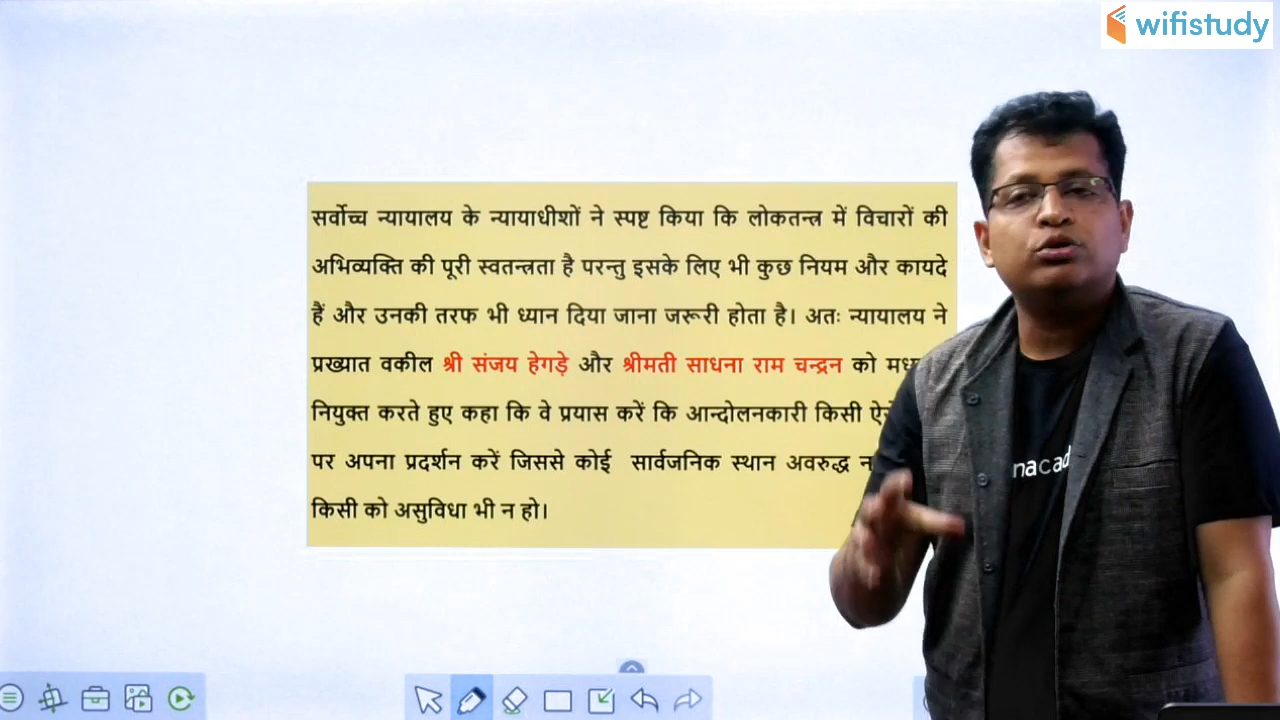 wifistudy
सर्वोच्च न्यायालय के न्यायाधीशों ने स्पष्ट किया कि लोकतन्त्र में विचारों की
अभिव्यक्ति की पूरी स्वतन्त्रता है परन्तु इसके लिए भी कुछ नियम और कायदे
हैं और उनकी तरफ भी ध्यान दिया जाना जरूरी होता है। अतः न्यायालय ने
प्रख्यात वकील श्री संजय हेगड़े और श्रीमती साधना राम चन्द्रन को
नियुक्त करते हुए कहा कि वे प्रयास करें कि आन्दोलनकारी किसी
पर अपना प्रदर्शन करें जिससे कोई सार्वजनिक स्थान अवरुद्ध
किसी को असुविधा भी न हो।
nacad